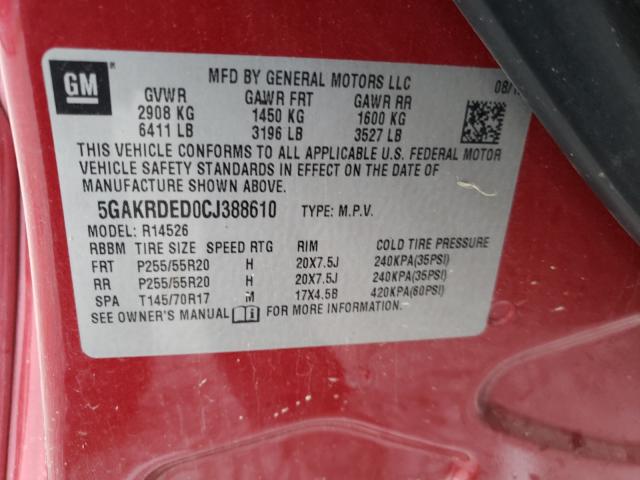 GM
MFD BY GENERAL MOTORS LLC
GVWR GAWR FRT GAWR RR
2908 KG 1450 KG 1600 KG
6411 LB 3196 LB 3527 LB
THIS VEHICLE CONFORMS TO ALL APPLICABLE U.S. FEDERAL MOTOR
VEHICLE SAFETY STANDARDS IN EFFECT ON THE DATE OF
MANUFACTURE SHOWN ABOVE.
5GAKRDED0CJ388610 TYPE: M.P.V.
MODEL: R14526
RBBM TIRE SIZE SPEED RTG RIM COLD TIRE PRESSURE
FRT P255/55R20 H 20X7.5J 240KPA(35PSI)
RR P255/55R20 H 20X7.5J 240KPA(35PSI)
SPA T145/70R17 M 17X4.5B 420KPA(60PSI)
SEE OWNER'S MANUAL FOR MORE INFORMATION.